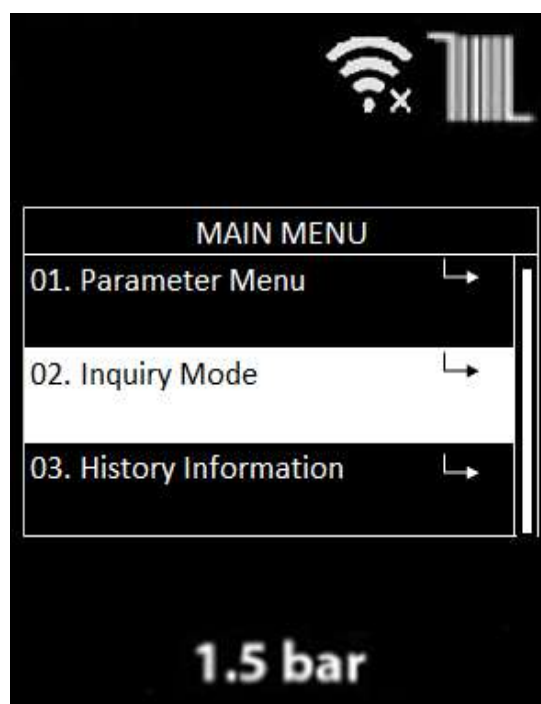 MAIN MENU
01. Parameter Menu
02. Inquiry Mode
03. History Information
1.5 bar